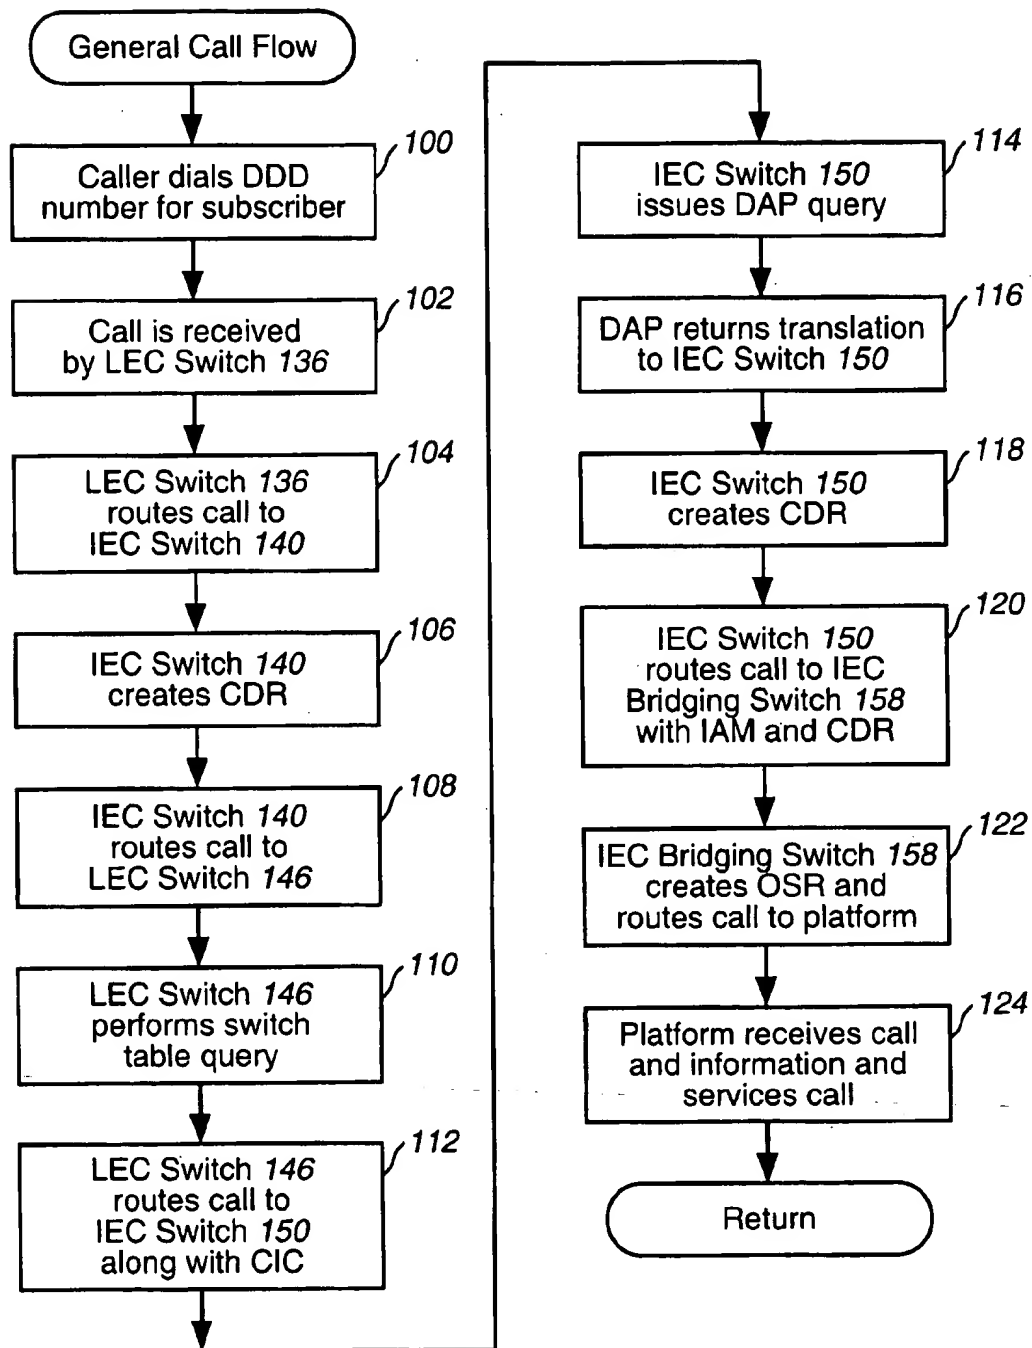 General Call Flow
100
Caller dials DDD
number for subscriber
102
Call is received
by LEC Switch 136
104
LEC Switch 136
routes call to
IEC Switch 140
106
IEC Switch 140
creates CDR
108
IEC Switch 140
routes call to
LEC Switch 146
110
LEC Switch 146
performs switch
table query
112
LEC Switch 146
routes call to
IEC Switch 150
along with CIC
114
IEC Switch 150
issues DAP query
116
DAP returns translation
to IEC Switch 150
118
IEC Switch 150
creates CDR
120
IEC Switch 150
routes call to IEC
Bridging Switch 158
with IAM and CDR
122
IEC Bridging Switch 158
creates OSR and
routes call to platform
124
Platform receives call
and information and
services call
Return